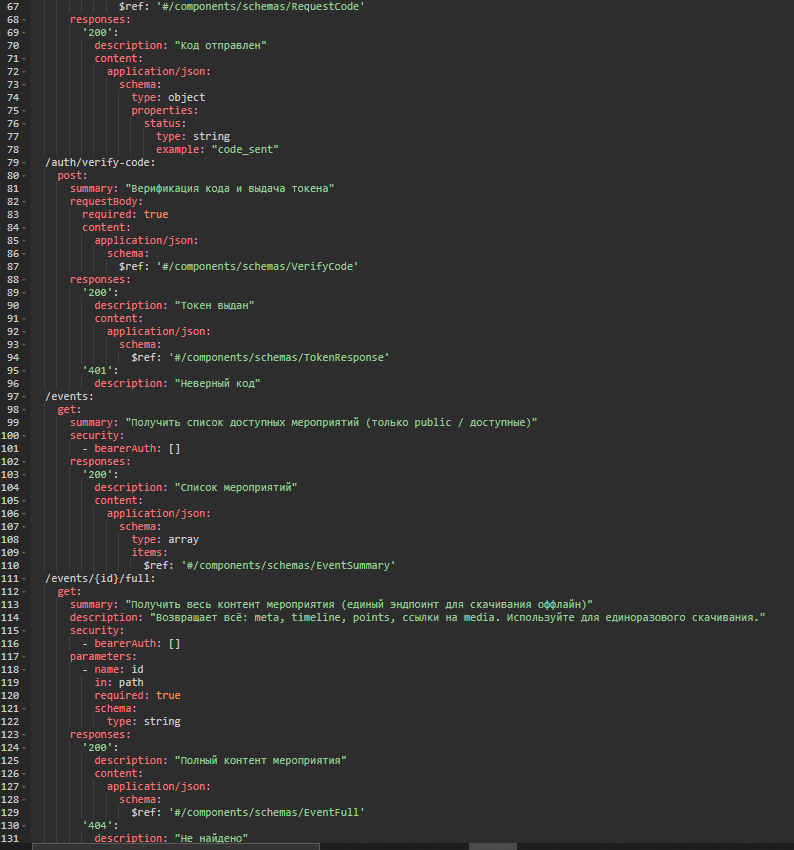 67 $ref: '#/components/schemas/RequestCode'
68 responses:
69 '200':
70 description: "Код отправлен"
71 content:
72 application/json:
73 schema:
74 type: object
75 properties:
76 status:
77 type: string
78 example: "code_sent"
79 /auth/verify-code:
80 post:
81 summary: "Верификация кода и выдача токена"
82 requestBody:
83 required: true
84 content:
85 application/json:
86 schema:
87 $ref: '#/components/schemas/VerifyCode'
88 responses:
89 '200':
90 description: "Токен выдан"
91 content:
92 application/json:
93 schema:
94 $ref: '#/components/schemas/TokenResponse'
95 '401':
96 description: "Неверный код"
97 /events:
98 get:
99 summary: "Получить список доступных мероприятий (только public / доступные)"
100 security:
101 - bearerAuth: []
102 responses:
103 '200':
104 description: "Список мероприятий"
105 content:
106 application/json:
107 schema:
108 type: array
109 items:
110 $ref: '#/components/schemas/EventSummary'
111 /events/{id}/full:
112 get:
113 summary: "Получить весь контент мероприятия (единый эндпоинт для скачивания оффлайн)"
114 description: "Возвращает всё: meta, timeline, points, ссылки на media. Используйте для единоразового скачивания."
115 security:
116 - bearerAuth: []
117 parameters:
118 - name: id
119 in: path
120 required: true
121 schema:
122 type: string
123 responses:
124 '200':
125 description: "Полный контент мероприятия"
126 content:
127 application/json:
128 schema:
129 $ref: '#/components/schemas/EventFull'
130 '404':
131 description: "Не найдено"